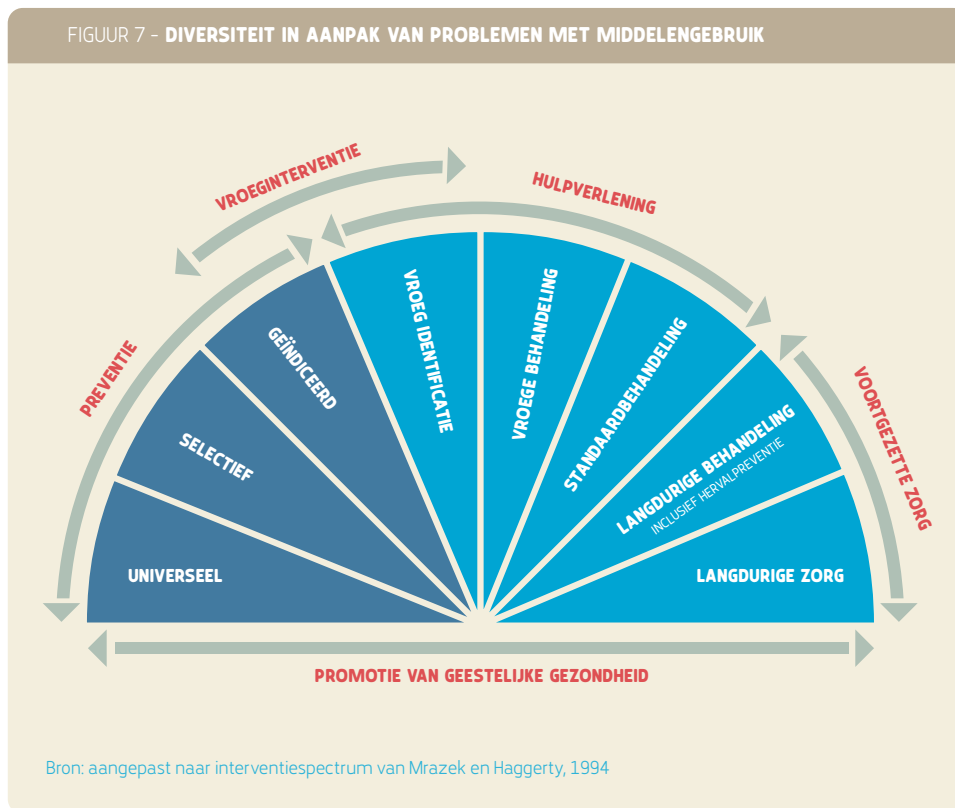 FIGUUR 7 - DIVERSITEIT IN AANPAK VAN PROBLEMEN MET MIDDELENGEBRUIK
VROEGINTERVENTIE
HULPVERLENING
PREVENTIE
VOORTGEZETTE ZORG
UNIVERSEEL
SELECTIEF
GEÏNDICEERD
VROEG IDENTIFICATIE
VROEGE BEHANDELING
STANDAARDBEHANDELING
LANGDURIGE BEHANDELING
INCLUSIEF HERVALPREVENTIE
LANGDURIGE ZORG
PROMOTIE VAN GEESTELIJKE GEZONDHEID
Bron: aangepast naar interventiespectrum van Mrazek en Haggerty, 1994